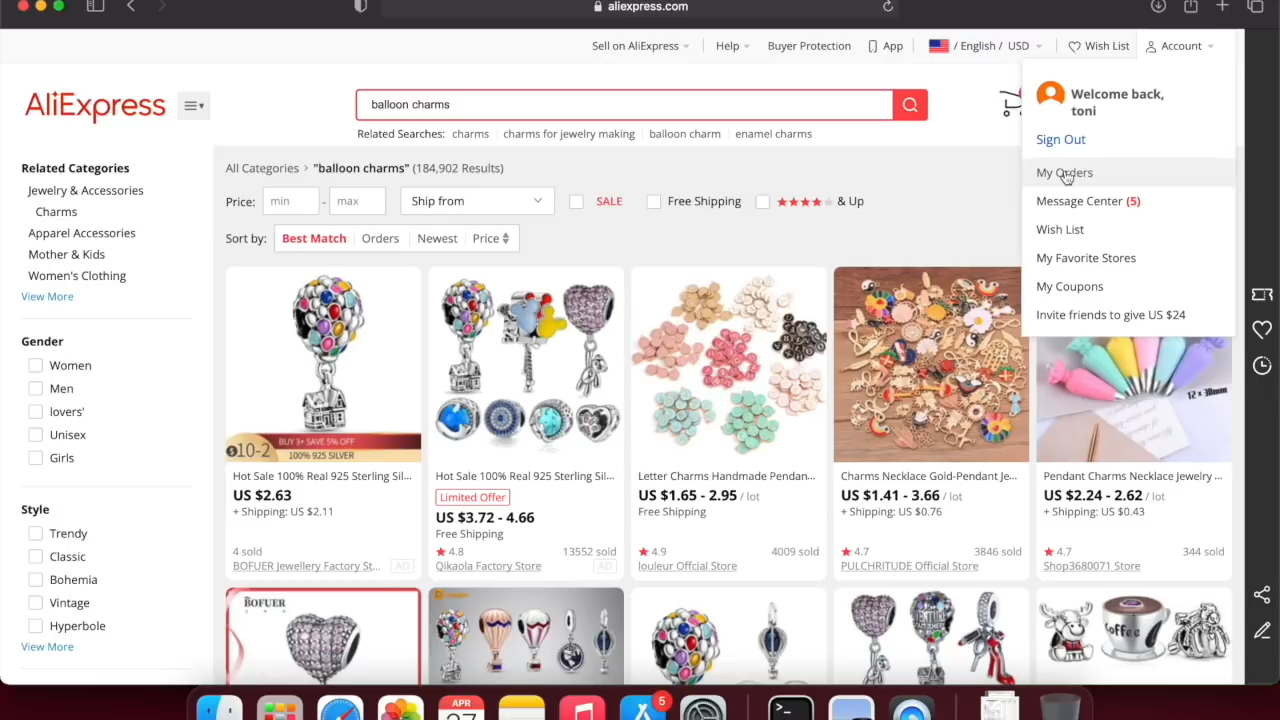 aliexpress.com
Sell on AliExpress
Help
Buyer Protection
App
/ English / USD
Wish List
Account
AliExpress
balloon charms
Related Searches: charms charms for jewelry making balloon charm enamel charms
Welcome back,
toni
Sign Out
My Orders
Message Center (5)
Wish List
My Favorite Stores
My Coupons
Invite friends to give US $24
Related Categories
Jewelry & Accessories
Charms
Apparel Accessories
Mother & Kids
Women's Clothing
View More
Gender
Women
Men
lovers'
Unisex
Girls
Style
Trendy
Classic
Bohemia
Vintage
Hyperbole
View More
All Categories > "balloon charms" (184,902 Results)
Price: min - max Ship from SALE Free Shipping & Up
Sort by: Best Match Orders Newest Price
$10-2 BUY 3+ SAVE 5% OFF
100% 925 SILVER
Hot Sale 100% Real 925 Sterling Sil...
US $2.63
+ Shipping: US $2.11
4 sold
BOFUER Jewellery Factory St... AD
Hot Sale 100% Real 925 Sterling Sil...
Limited Offer
US $3.72 - 4.66
Free Shipping
4.8 13552 sold
Qikaola Factory Store AD
Letter Charms Handmade Pendan...
US $1.65 - 2.95 / lot
Free Shipping
4.9 4009 sold
louleur Offcial Store
Charms Necklace Gold-Pendant Je...
US $1.41 - 3.66 / lot
+ Shipping: US $0.76
4.7 3846 sold
PULCHRITUDE Official Store
12 x 30mm
Pendant Charms Necklace Jewelry ...
US $2.24 - 2.62 / lot
+ Shipping: US $0.43
4.7 344 sold
Shop3680071 Store
BOFUER
Coffee
APR
5